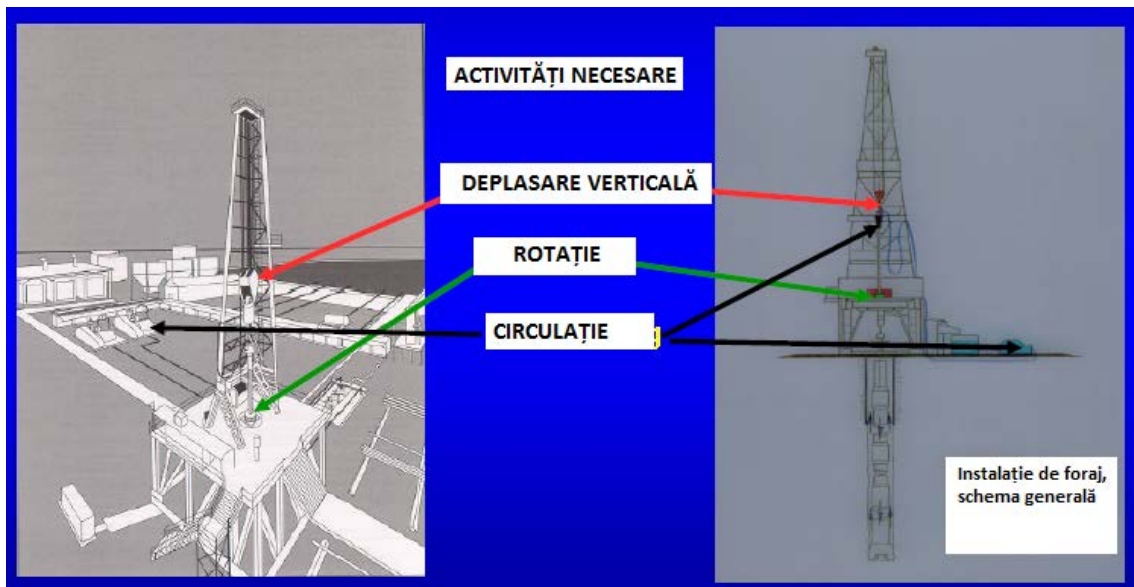 ACTIVITĂȚI NECESARE
DEPLASARE VERTICALĂ
ROTAȚIE
CIRCULAȚIE
Instalație de foraj,
schema generală